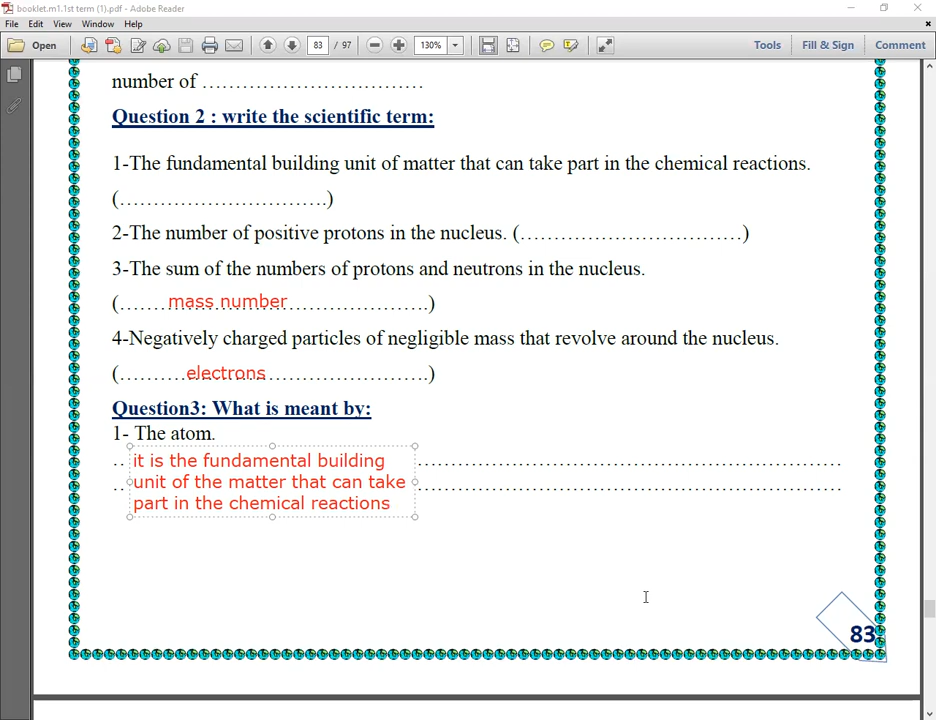 booklet.m1.1st term (1).pdf - Adobe Reader
File Edit View Window Help
Open 83 / 97 130% Tools Fill & Sign Comment
number of ……………………………
Question 2 : write the scientific term:
1-The fundamental building unit of matter that can take part in the chemical reactions.
(………………………….)
2-The number of positive protons in the nucleus. (……………………………)
3-The sum of the numbers of protons and neutrons in the nucleus.
(…….mass number……………….)
4-Negatively charged particles of negligible mass that revolve around the nucleus.
(……….electrons………………….)
Question3: What is meant by:
1- The atom.
it is the fundamental building
unit of the matter that can take
part in the chemical reactions
83